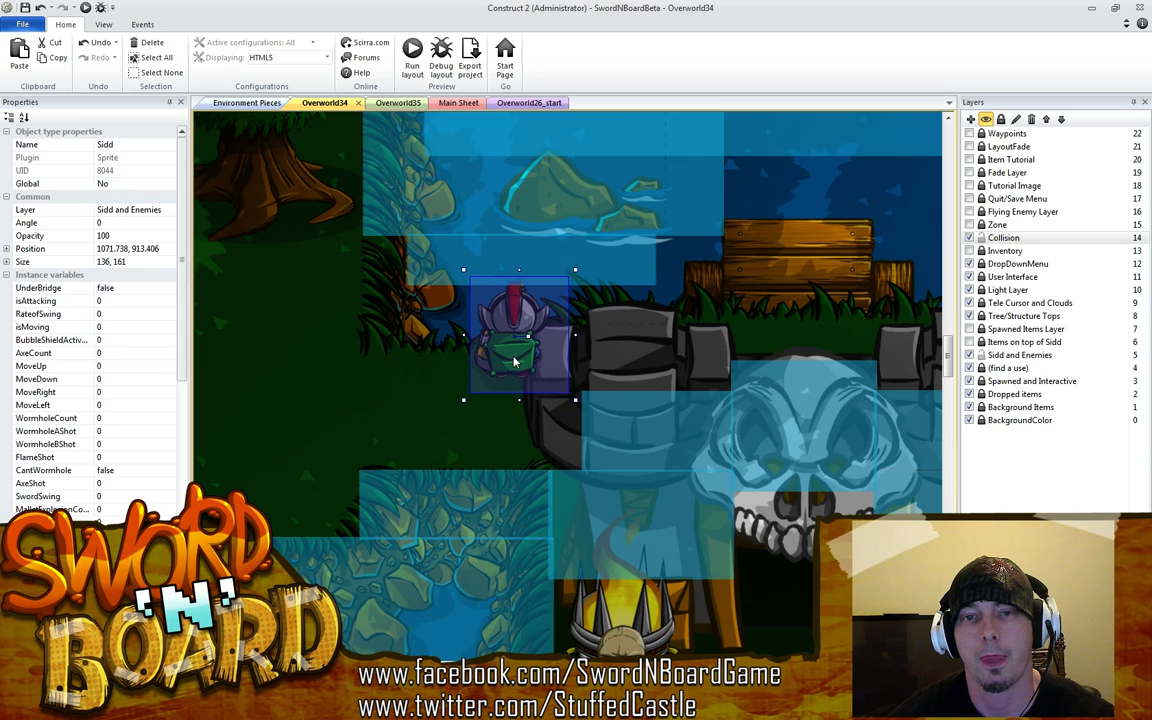 Construct 2 (Administrator) - SwordNBoardBeta - Overworld34
File Home View Events
Paste Cut Copy Clipboard
Undo Redo Undo
Delete Select All Select None Selection
Active configurations: All
Displaying: HTML5
Configurations
Scirra.com Forums Help Online
Run layout Debug layout Export project Preview
Start Page Go
Properties
Environment Pieces Overworld34 Overworld35 Main Sheet Overworld26_start
Layers
Object type properties
Name Sidd
Plugin Sprite
UID 8044
Global No
Common
Layer Sidd and Enemies
Angle 0
Opacity 100
Position 1071.738, 913.406
Size 136, 161
Instance variables
UnderBridge false
isAttacking 0
RateofSwing 0
isMoving 0
BubbleShieldActiv... 0
AxeCount 0
MoveUp 0
MoveDown 0
MoveRight 0
MoveLeft 0
WormholeCount 0
WormholeAShot 0
WormholeBShot 0
FlameShot 0
CantWormhole false
AxeShot 0
SwordSwing 0
MalletExplosionCo... 0
Waypoints 22
LayoutFade 21
Item Tutorial 20
Fade Layer 19
Tutorial Image 18
Quit/Save Menu 17
Flying Enemy Layer 16
Zone 15
Collision 14
Inventory 13
DropDownMenu 12
User Interface 11
Light Layer 10
Tele Cursor and Clouds 9
Tree/Structure Tops 8
Spawned Items Layer 7
Items on top of Sidd 6
Sidd and Enemies 5
(find a use) 4
Spawned and Interactive 3
Dropped items 2
Background Items 1
BackgroundColor 0
SWORD
'N'
BOARD
www.facebook.com/SwordNBoardGame
www.twitter.com/StuffedCastle